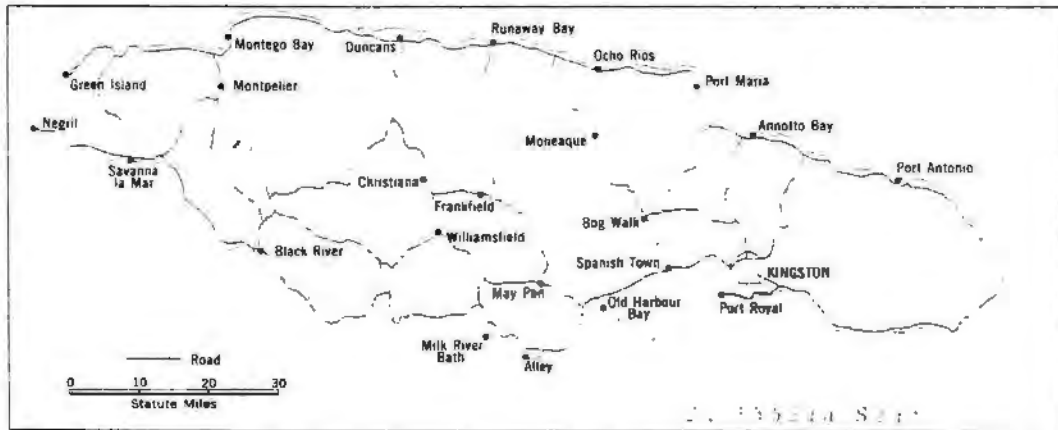 Runaway Bay
Montego Bay
Duncans
Ocho Rios
Green Island
Montpelier
Port Maria
Negril
Moneague
Annotto Bay
Savanna
la Mar
Christiana
Port Antonio
Frankfield
Bog Walk
Black River
Williamsfield
Spanish Town
KINGSTON
May Pen
Old Harbour
Bay
Port Royal
Milk River
Bath
Alley
Road
0 10 20 30
Statute Miles